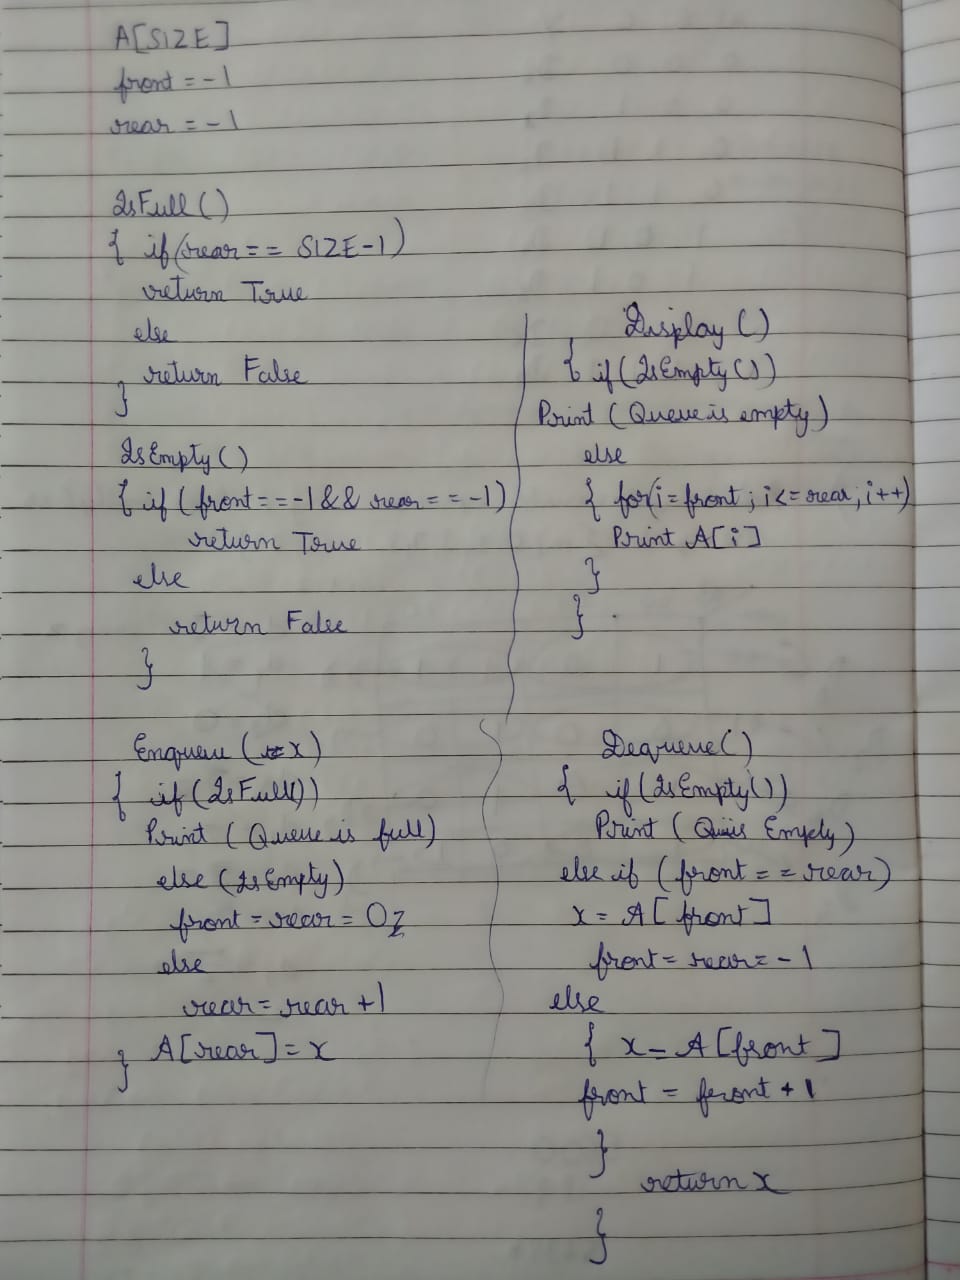 A[SIZE]
front = -1
rear = -1
IsFull ()
{ if (rear == SIZE-1)
return True
else
return False
}
IsEmpty ()
{ if (front == -1 && rear == -1)
return True
else
return False
}
Display ()
{ if (IsEmpty ())
Print (Queue is empty)
else
{ for(i=front ; i<=rear ; i++)
Print A[i]
}
}
Enqueue (x)
{ if (IsFull())
Print (Queue is full)
else (IsEmpty)
front = rear = 0;
else
rear = rear + 1
A[rear] = x
}
Dequeue ()
{ if (IsEmpty())
Print ( is Empty)
else if (front == rear)
x = A[front]
front = rear = -1
else
{ x = A[front]
front = front + 1
}
return x
}